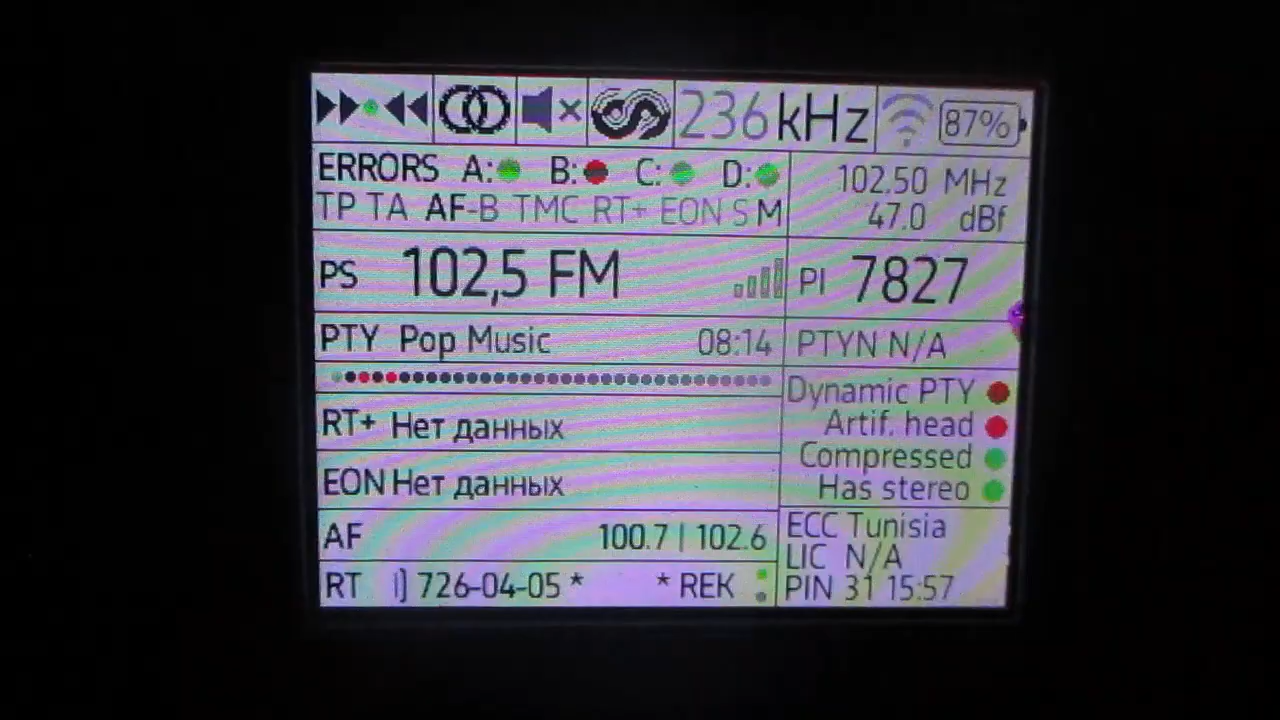 236 kHz 87%
ERRORS A: B: C: D:
102.50 MHz
TP TA AF-B TMC RT+ EON S M
47.0 dBf
PS 102,5 FM
PI 7827
PTY Pop Music 08:14
PTYN N/A
Dynamic PTY
RT+ Нет данных
Artif. head
Compressed
EON Нет данных
Has stereo
AF 100.7 | 102.6
ECC Tunisia
LIC N/A
RT )] 726-04-05 * * REK
PIN 31 15:57